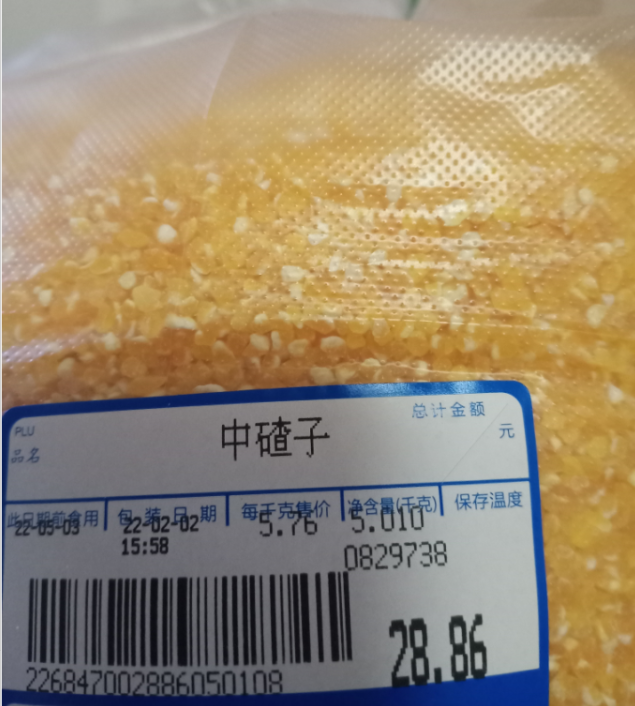 总计金额
PLU
中碴子
元
品名
此日期前食用 包装日期 每千克售价 净含量(千克) 保存温度
22-05-03 22-02-02 5.76 5.010
15:58
0829738
28.86
226847002886050108